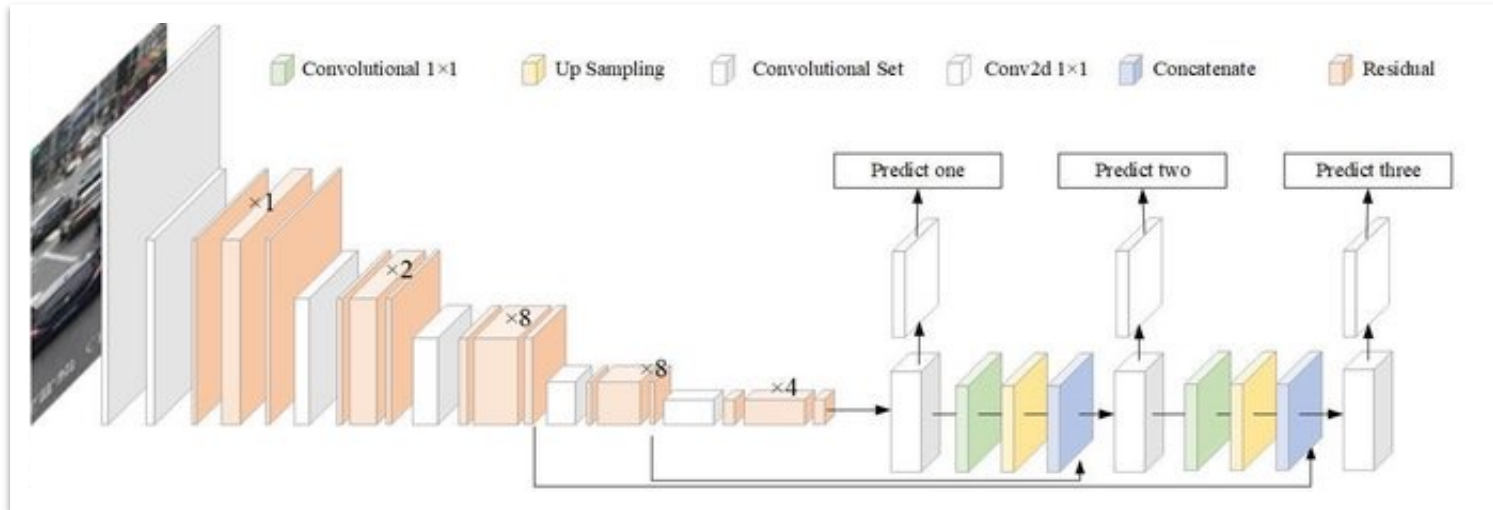 Convolutional 1×1
Up Sampling
Convolutional Set
Conv2d 1×1
Concatenate
Residual
Predict one
Predict two
Predict three
×1
×2
×8
×8
×4